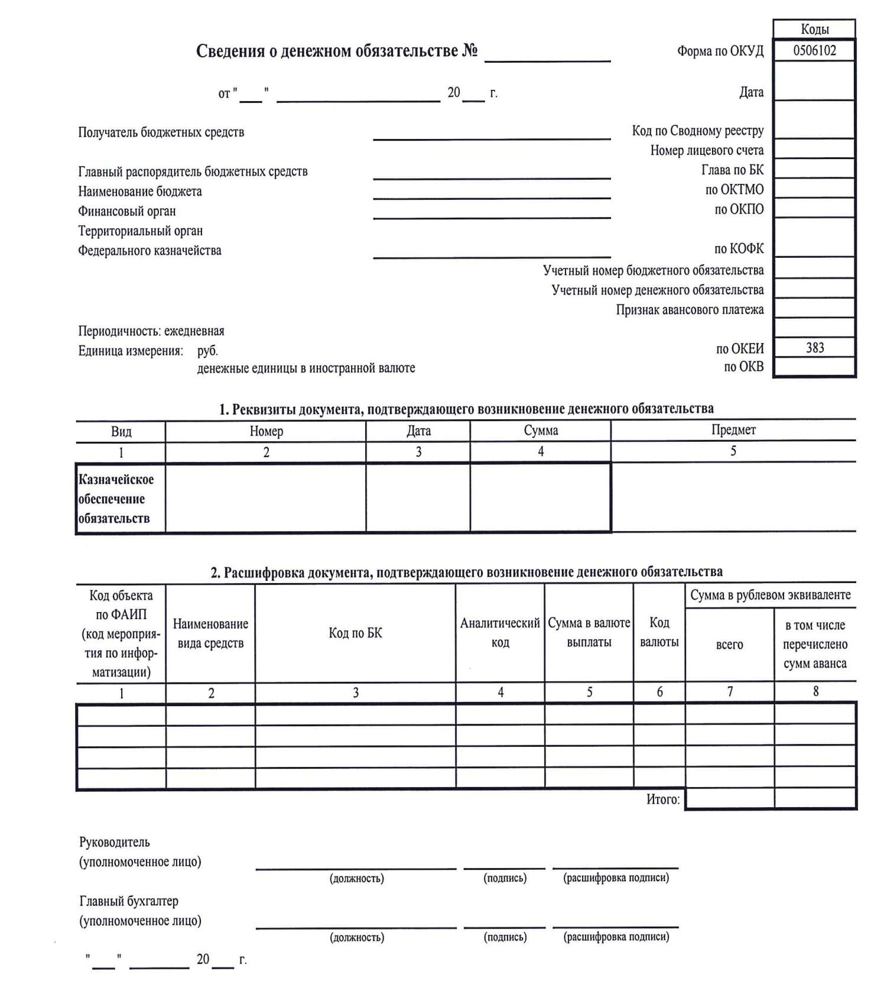 Коды
Сведения о денежном обязательстве № Форма по ОКУД 0506102
от " " 20 г. Дата
Получатель бюджетных средств Код по Сводному реестру
Номер лицевого счета
Главный распорядитель бюджетных средств Глава по БК
Наименование бюджета по ОКТМО
Финансовый орган по ОКПО
Территориальный орган
Федерального казначейства по КОФК
Учетный номер бюджетного обязательства
Учетный номер денежного обязательства
Признак авансового платежа
Периодичность: ежедневная
Единица измерения: руб. по ОКЕИ 383
денежные единицы в иностранной валюте по ОКВ
1. Реквизиты документа, подтверждающего возникновение денежного обязательства
Вид Номер Дата Сумма Предмет
1 2 3 4 5
Казначейское
обеспечение
обязательств
2. Расшифровка документа, подтверждающего возникновение денежного обязательства
Код объекта
по ФАИП
(код мероприя-
тия по инфор-
матизации)
Наименование
вида средств
Код по БК
Аналитический
код
Сумма в валюте
выплаты
Код
валюты
Сумма в рублевом эквиваленте
всего
в том числе
перечислено
сумм аванса
1 2 3 4 5 6 7 8
Итого:
Руководитель
(уполномоченное лицо)
(должность) (подпись) (расшифровка подписи)
Главный бухгалтер
(уполномоченное лицо)
(должность) (подпись) (расшифровка подписи)
" " 20 г.